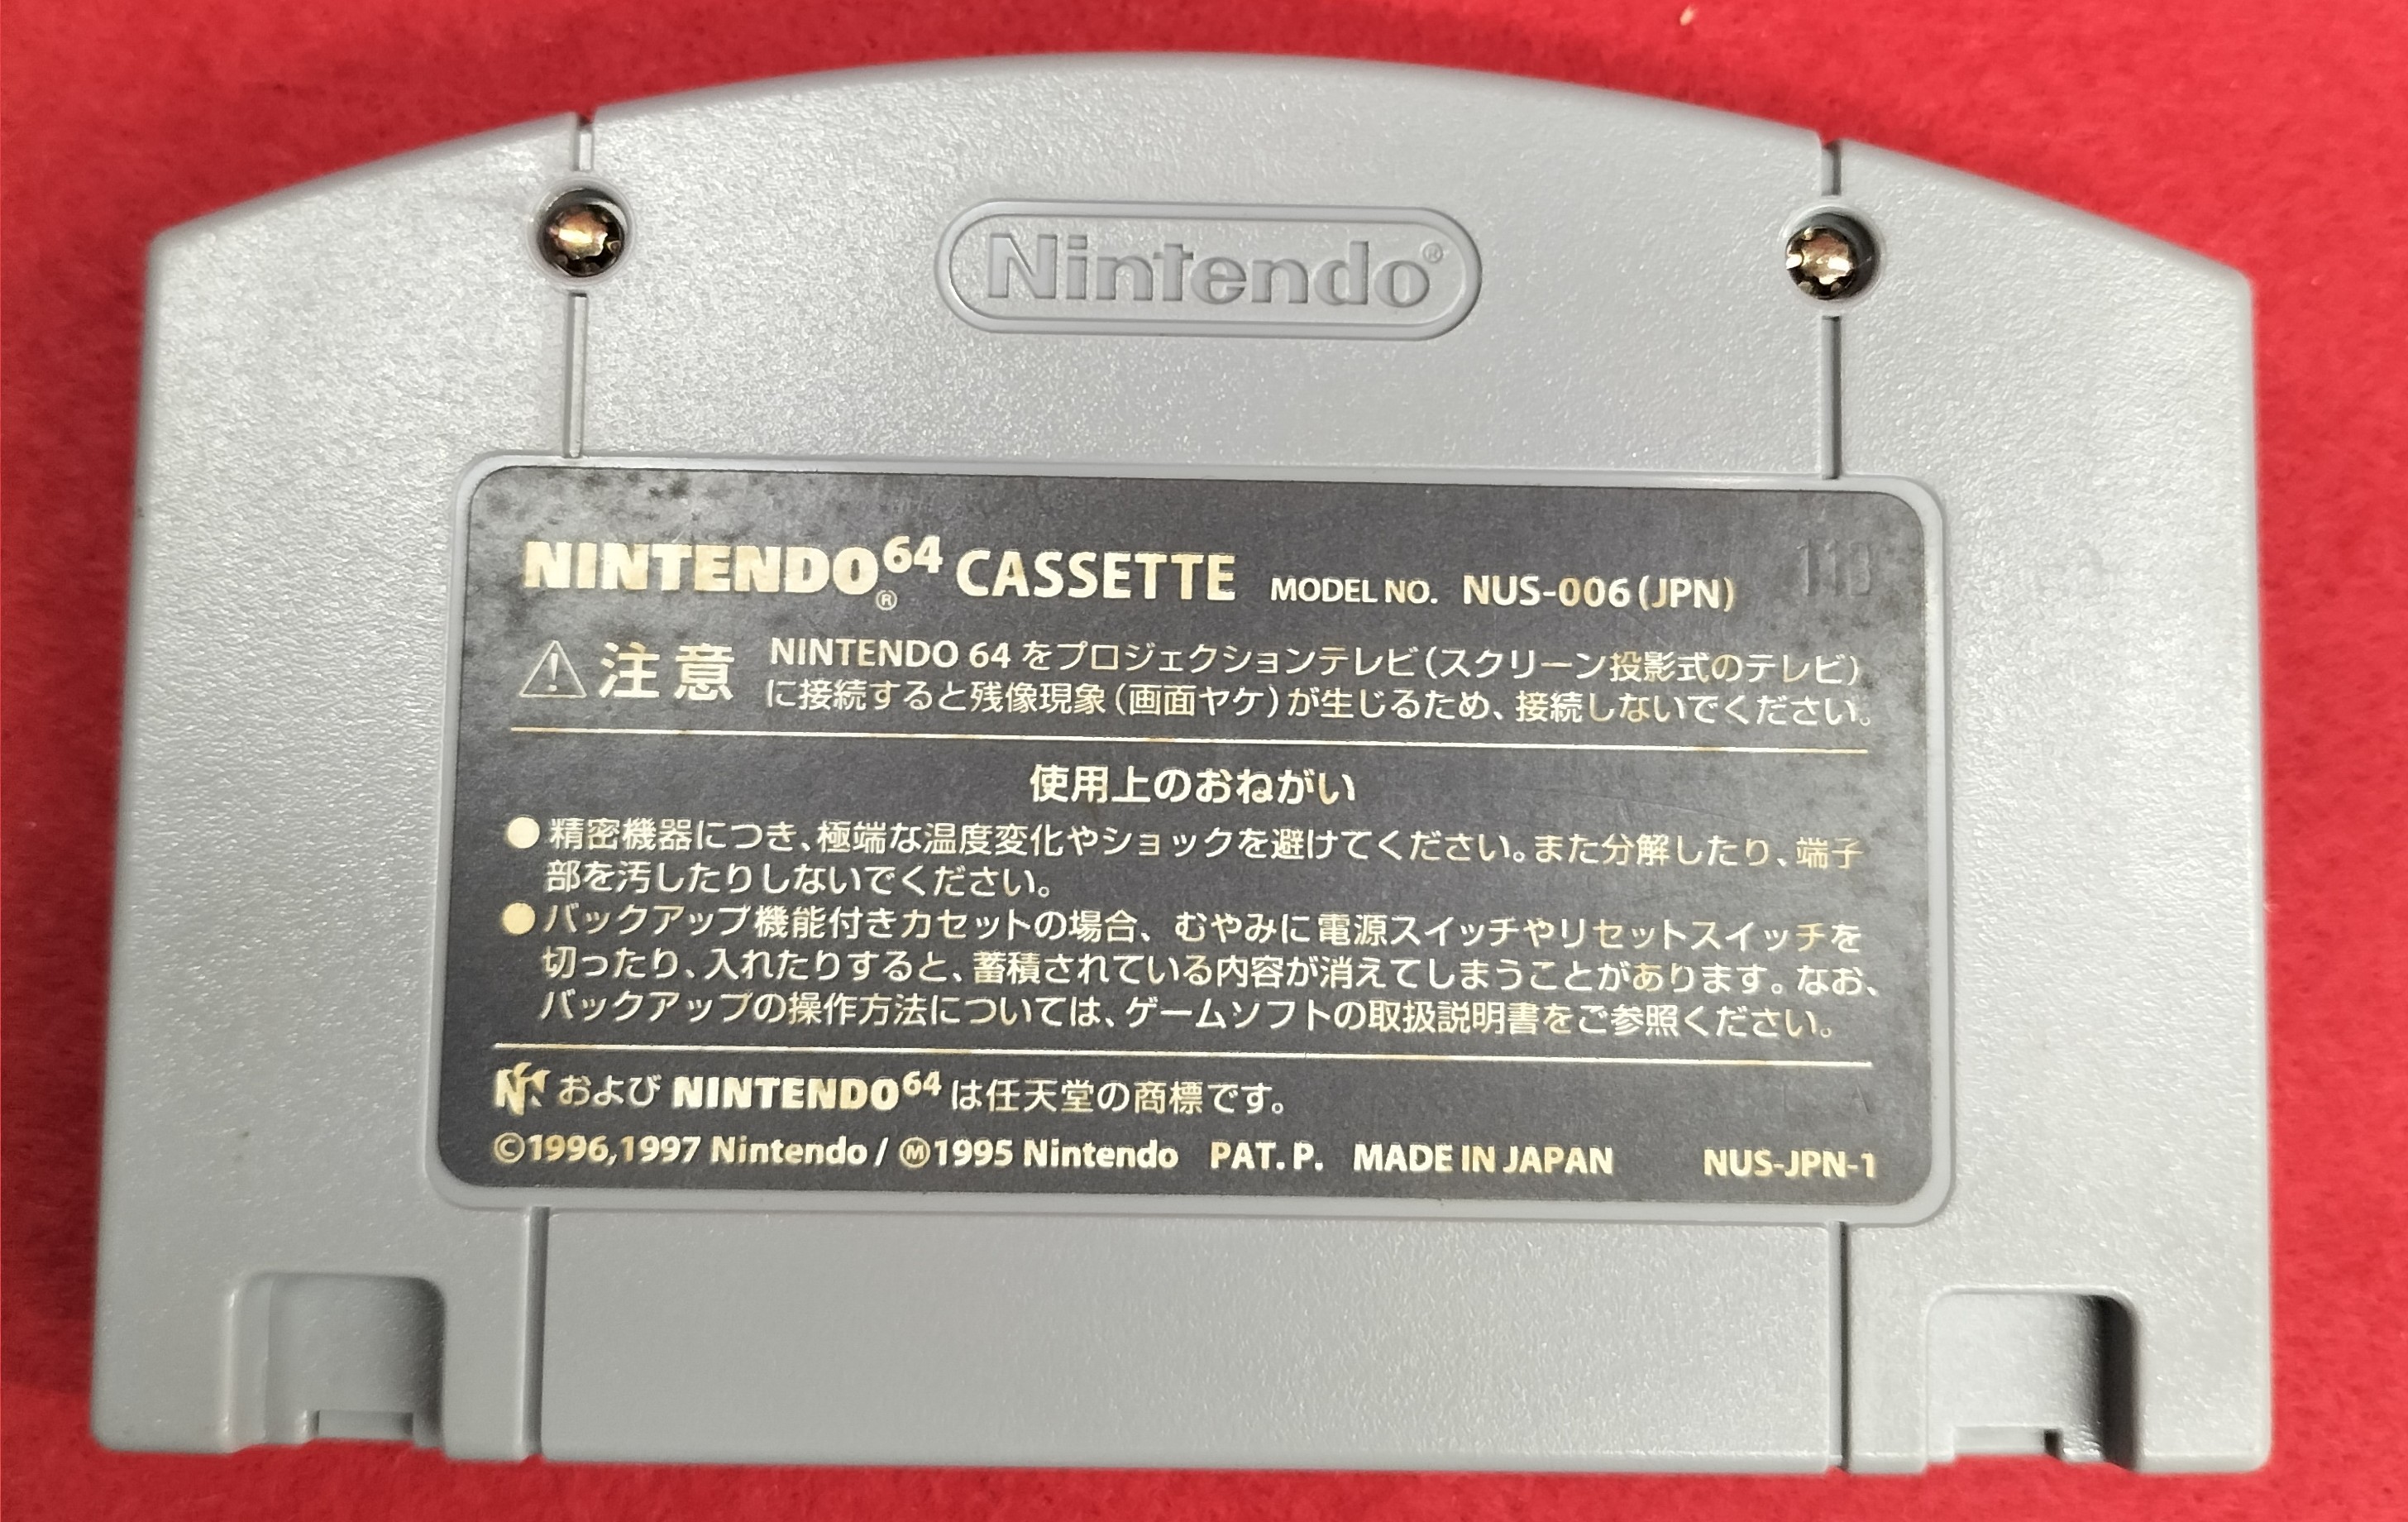 Nintendo®
NINTENDO64® CASSETTE MODEL NO. NUS-006(JPN)
注意 NINTENDO 64 をプロジェクションテレビ(スクリーン投影式のテレビ)
に接続すると残像現象(画面ヤケ)が生じるため、接続しないでください。
使用上のおねがい
●精密機器につき、極端な温度変化やショックを避けてください。また分解したり、端子
部を汚したりしないでください。
●バックアップ機能付きカセットの場合、むやみに電源スイッチやリセットスイッチを
切ったり、入れたりすると、蓄積されている内容が消えてしまうことがあります。なお、
バックアップの操作方法については、ゲームソフトの取扱説明書をご参照ください。
および NINTENDO64 は任天堂の商標です。
©1996,1997 Nintendo / Ⓜ1995 Nintendo PAT. P. MADE IN JAPAN NUS-JPN-1